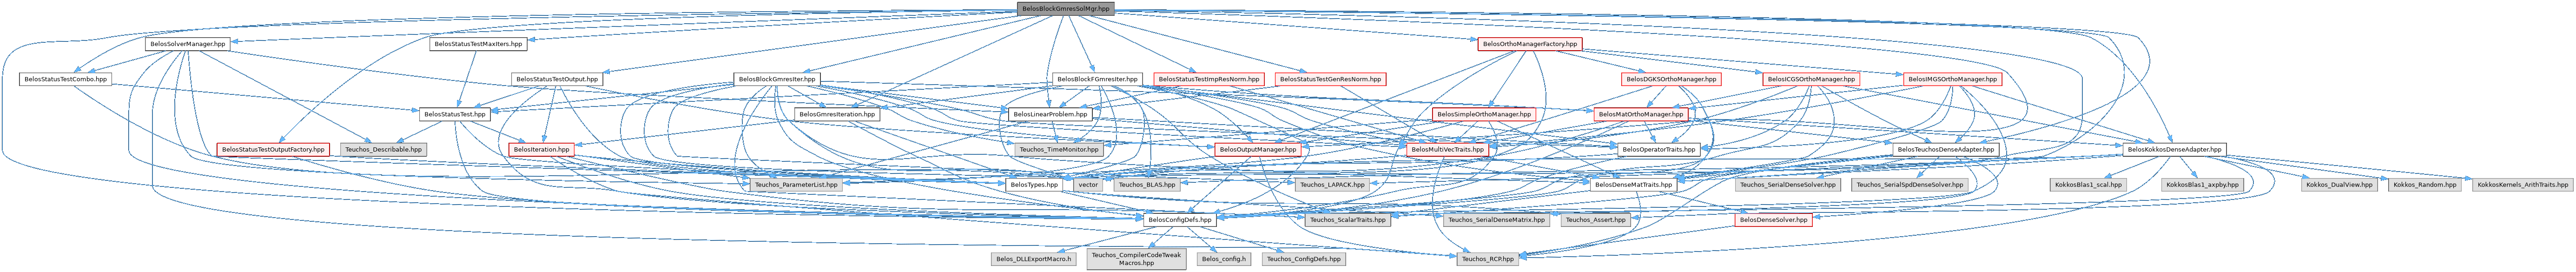 BelosBlockGmresSolMgr.hpp
BelosSolverManager.hpp
BelosStatusTestMaxIters.hpp
BelosOrthoManagerFactory.hpp
BelosStatusTestCombo.hpp
BelosStatusTestOutput.hpp
BelosBlockGmresIter.hpp
BelosBlockFGmresIter.hpp
BelosStatusTestImpResNorm.hpp
BelosStatusTestGenResNorm.hpp
BelosDGKSOrthoManager.hpp
BelosICGSOrthoManager.hpp
BelosIMGSOrthoManager.hpp
BelosStatusTest.hpp
BelosGmresIteration.hpp
BelosLinearProblem.hpp
BelosSimpleOrthoManager.hpp
BelosMatOrthoManager.hpp
BelosStatusTestOutputFactory.hpp
Teuchos_Describable.hpp
BelosIteration.hpp
Teuchos_TimeMonitor.hpp
BelosOutputManager.hpp
BelosMultiVecTraits.hpp
BelosOperatorTraits.hpp
BelosTeuchosDenseAdapter.hpp
BelosKokkosDenseAdapter.hpp
Teuchos_ParameterList.hpp
BelosTypes.hpp
vector
Teuchos_BLAS.hpp
Teuchos_LAPACK.hpp
BelosDenseMatTraits.hpp
Teuchos_SerialDenseSolver.hpp
Teuchos_SerialSpdDenseSolver.hpp
KokkosBlas1_scal.hpp
KokkosBlas1_axpby.hpp
Kokkos_DualView.hpp
Kokkos_Random.hpp
KokkosKernels_ArithTraits.hpp
BelosConfigDefs.hpp
Teuchos_ScalarTraits.hpp
Teuchos_SerialDenseMatrix.hpp
Teuchos_Assert.hpp
BelosDenseSolver.hpp
Belos_DLLExportMacro.h
Teuchos_CompilerCodeTweak
Macros.hpp
Belos_config.h
Teuchos_ConfigDefs.hpp
Teuchos_RCP.hpp